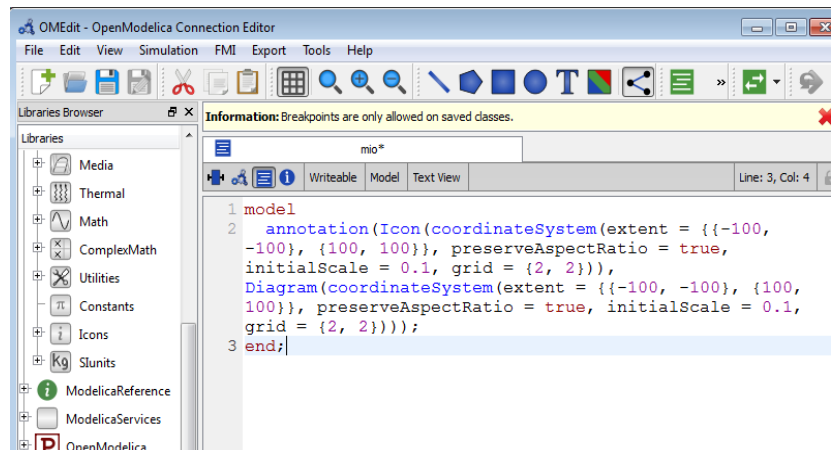 OMEdit - OpenModelica Connection Editor
File Edit View Simulation FMI Export Tools Help
T »
Libraries Browser
Information: Breakpoints are only allowed on saved classes.
Libraries
mio*
Media
Writeable Model Text View Line: 3, Col: 4
Thermal
Math
ComplexMath
Utilities
π Constants
i Icons
Kg SIunits
i ModelicaReference
ModelicaServices
P OpenModelica
1 model
2 annotation(Icon(coordinateSystem(extent = {{-100,
-100}, {100, 100}}, preserveAspectRatio = true,
initialScale = 0.1, grid = {2, 2})),
Diagram(coordinateSystem(extent = {{-100, -100}, {100,
100}}, preserveAspectRatio = true, initialScale = 0.1,
grid = {2, 2})));
3 end;